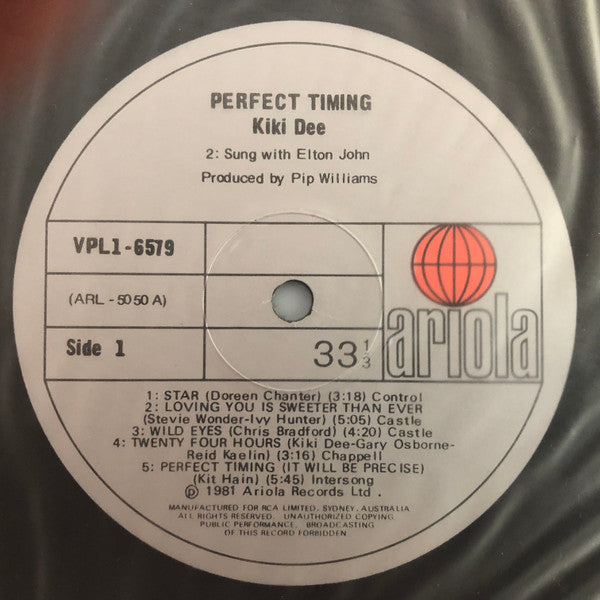 PERFECT TIMING
Kiki Dee
2: Sung with Elton John
Produced by Pip Williams
VPL1-6579
(ARL - 5050 A)
Side 1
33 1/3
ariola
1: STAR (Doreen Chanter) (3:18) Control
2: LOVING YOU IS SWEETER THAN EVER
(Stevie Wonder-Ivy Hunter) (5:05) Castle
3: WILD EYES (Chris Bradford) (4:20) Castle
4: TWENTY FOUR HOURS (Kiki Dee-Gary Osborne-
Reid Kaelin) (3:16) Chappell
5: PERFECT TIMING (IT WILL BE PRECISE)
(Kit Hain) (5:45) Intersong
℗ 1981 Ariola Records Ltd .
MANUFACTURED FOR RCA LIMITED, SYDNEY, AUSTRALIA
ALL RIGHTS RESERVED. UNAUTHORIZED COPYING
PUBLIC PERFORMANCE, BROADCASTING
OF THIS RECORD FORBIDDEN